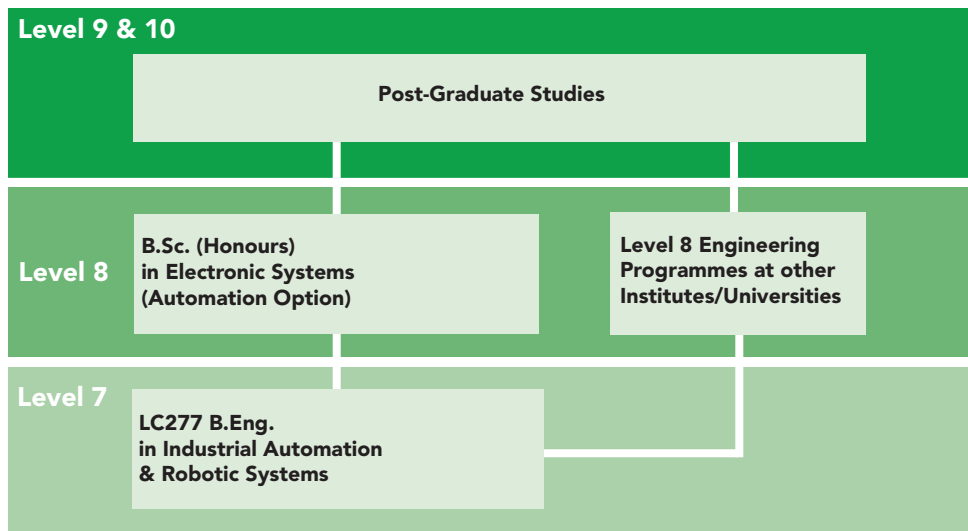 Level 9 & 10
Post-Graduate Studies
Level 8
B.Sc. (Honours)
in Electronic Systems
(Automation Option)
Level 8 Engineering
Programmes at other
Institutes/Universities
Level 7
LC277 B.Eng.
in Industrial Automation
& Robotic Systems